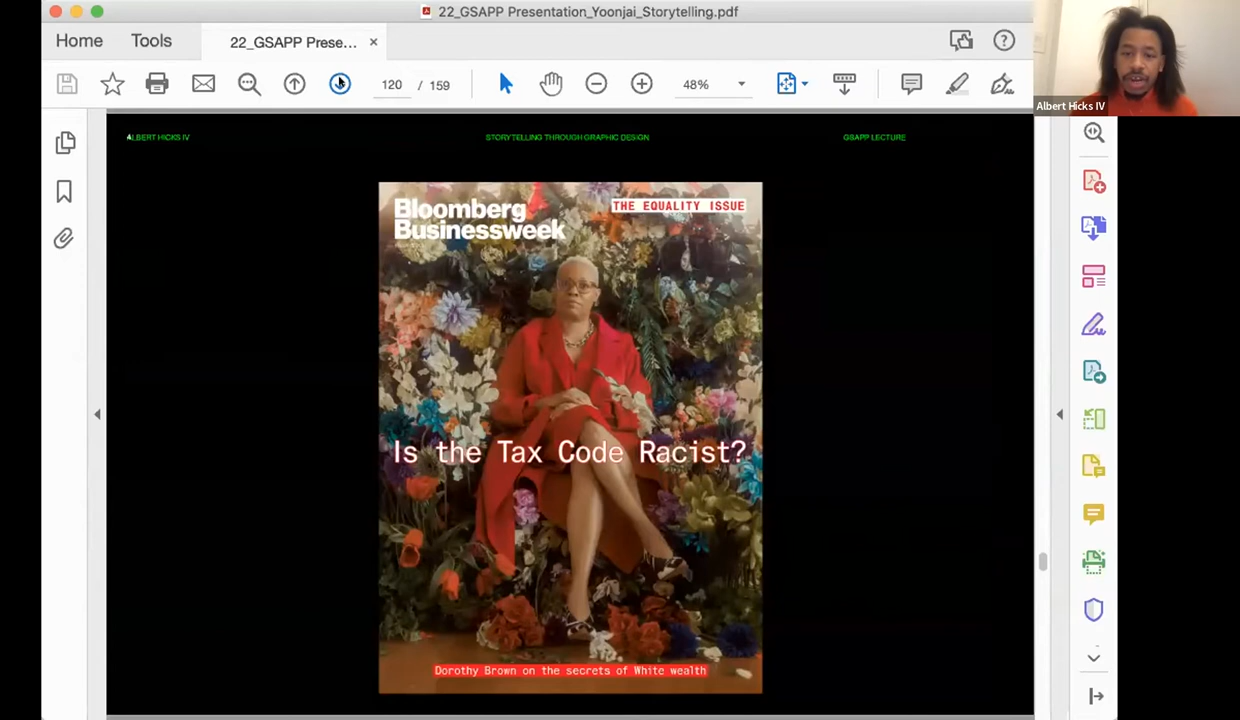 22_GSAPP Presentation_Yoonjai_Storytelling.pdf
Home
Tools
22_GSAPP Prese...
120 / 159
48%
Albert Hicks IV
ALBERT HICKS IV
STORYTELLING THROUGH GRAPHIC DESIGN
GSAPP LECTURE
Bloomberg
Businessweek
THE EQUALITY ISSUE
Is the Tax Code Racist?
Dorothy Brown on the secrets of White wealth